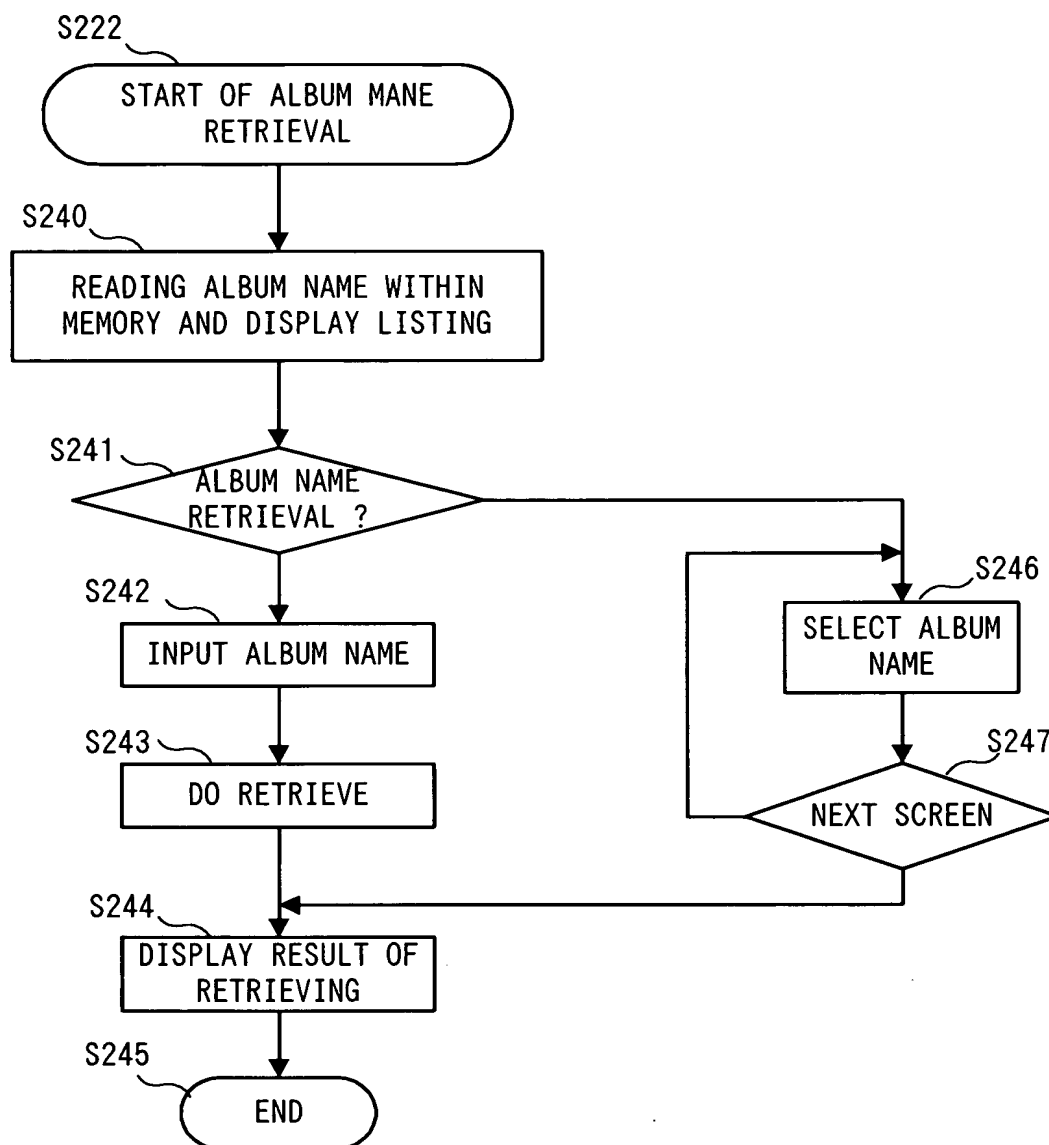 S222
START OF ALBUM MANE
RETRIEVAL
S240
READING ALBUM NAME WITHIN
MEMORY AND DISPLAY LISTING
S241
ALBUM NAME
RETRIEVAL ?
S242
INPUT ALBUM NAME
S243
DO RETRIEVE
S246
SELECT ALBUM
NAME
S247
NEXT SCREEN
S244
DISPLAY RESULT OF
RETRIEVING
S245
END